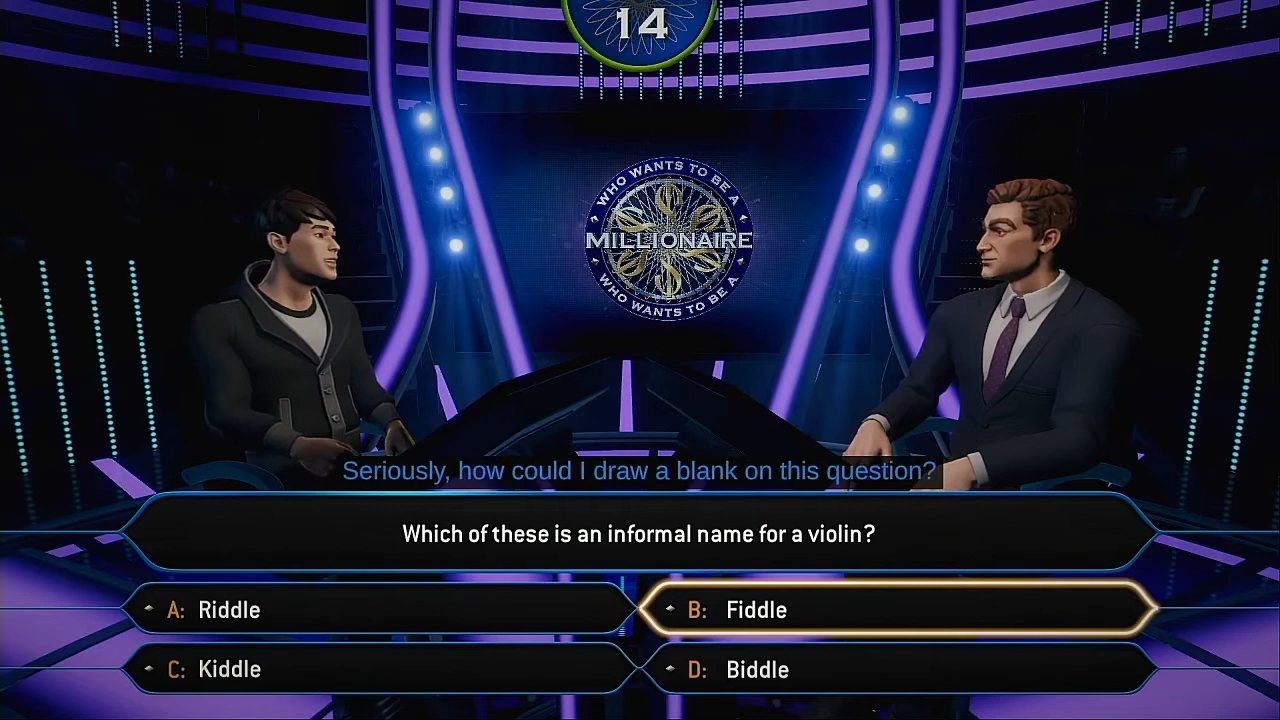 14
WHO WANTS TO BE A
MILLIONAIRE
WHO WANTS TO BE A
Seriously, how could I draw a blank on this question?
Which of these is an informal name for a violin?
A: Riddle
B: Fiddle
C: Kiddle
D: Biddle